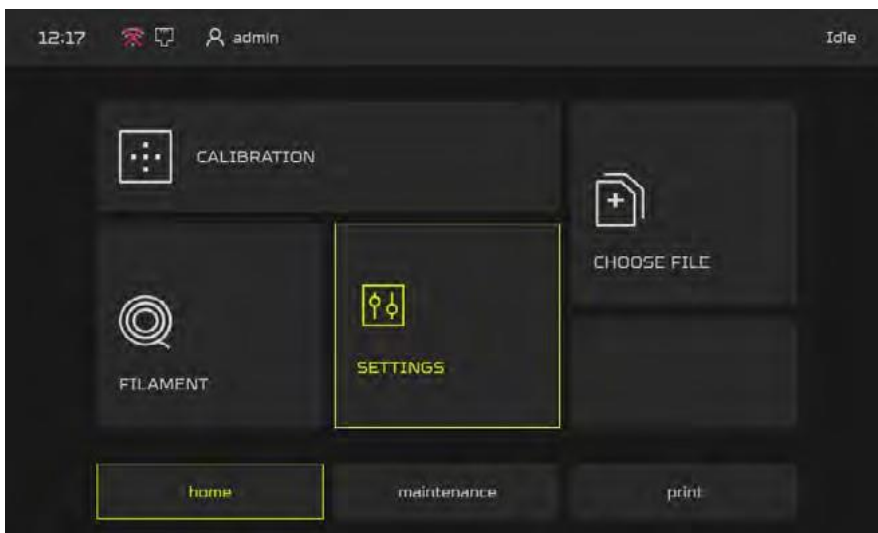 12:17 admin Idle
CALIBRATION
CHOOSE FILE
FILAMENT
SETTINGS
home maintenance print